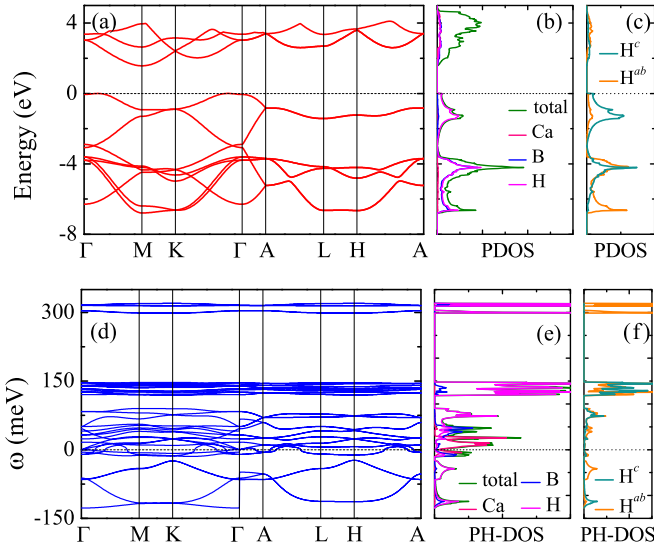 (a)
(b)
(c)
4
0
-4
-8
Energy (eV)
total
Ca
B
H
H^c
H^ab
Γ M K Γ A L H A
PDOS
PDOS
(d)
(e)
(f)
300
150
0
-150
ω (meV)
total B
Ca H
H^c
H^ab
Γ M K Γ A L H A
PH-DOS
PH-DOS